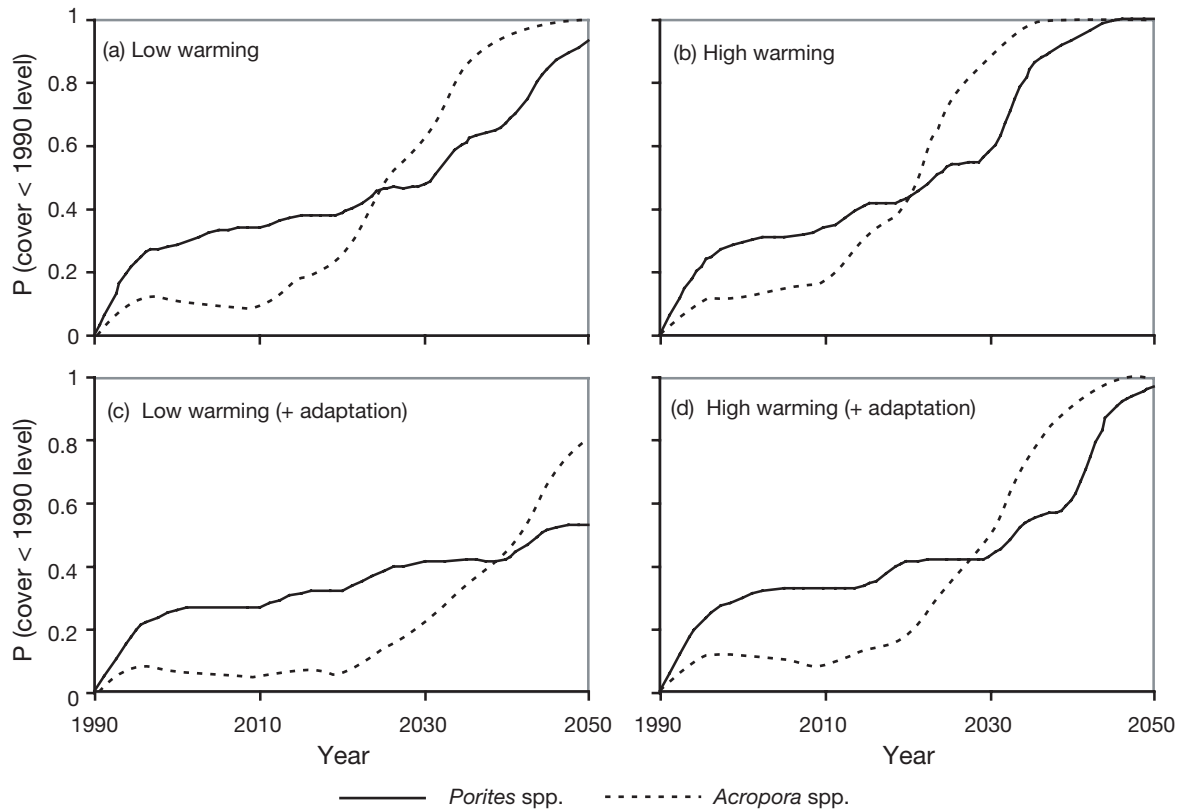 (a) Low warming
(b) High warming
P (cover < 1990 level)
1
0.8
0.6
0.4
0.2
0
(c) Low warming (+ adaptation)
(d) High warming (+ adaptation)
P (cover < 1990 level)
1
0.8
0.6
0.4
0.2
0
1990 2010 2030 2050
1990 2010 2030 2050
Year
Year
Porites spp. Acropora spp.